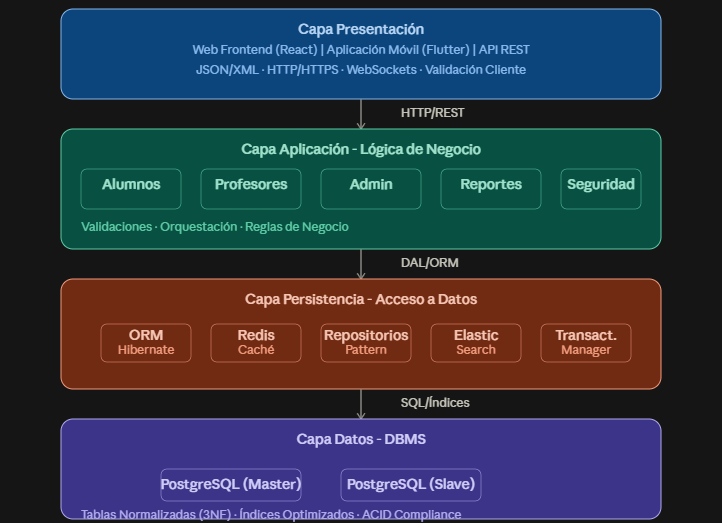 Capa Presentación
Web Frontend (React) | Aplicación Móvil (Flutter) | API REST
JSON/XML · HTTP/HTTPS · WebSockets · Validación Cliente
HTTP/REST
Capa Aplicación - Lógica de Negocio
Alumnos Profesores Admin Reportes Seguridad
Validaciones · Orquestación · Reglas de Negocio
DAL/ORM
Capa Persistencia - Acceso a Datos
ORM Redis Repositorios Elastic Transact.
Hibernate Caché Pattern Search Manager
SQL/Índices
Capa Datos - DBMS
PostgreSQL (Master) PostgreSQL (Slave)
Tablas Normalizadas (3NF) · Índices Optimizados · ACID Compliance